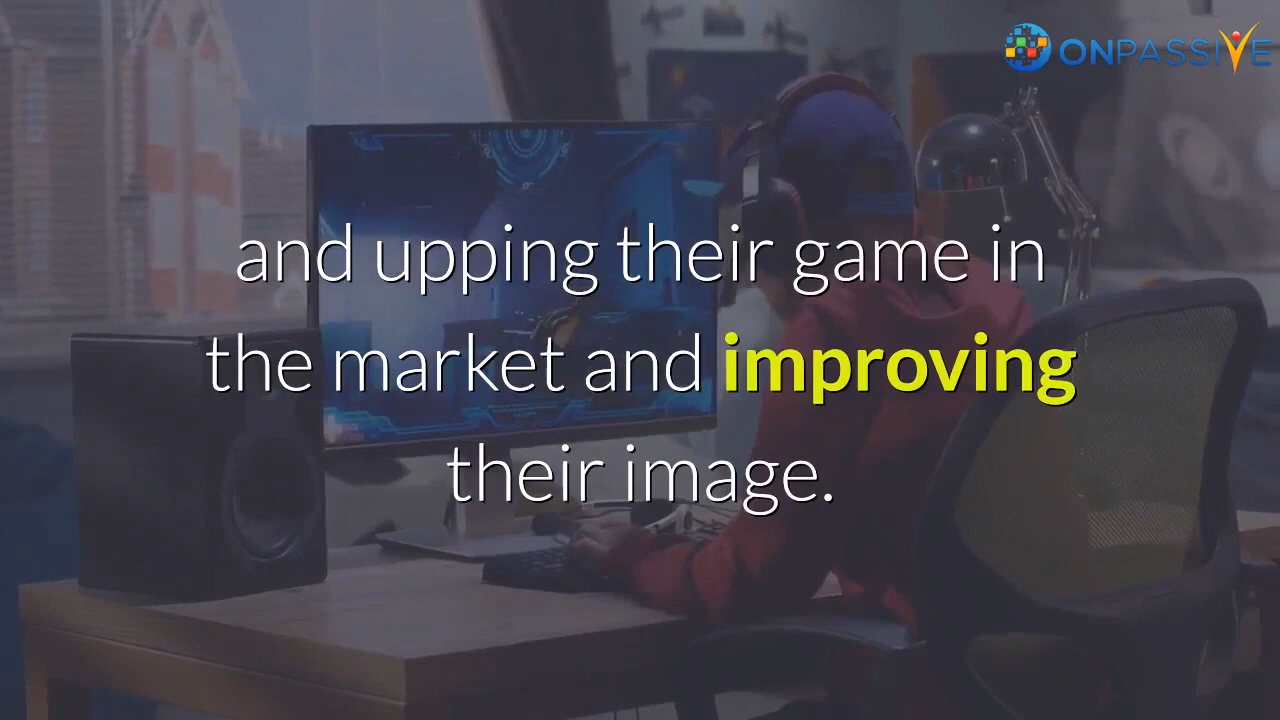 ONPASSIVE
and upping their game in
the market and improving
their image.